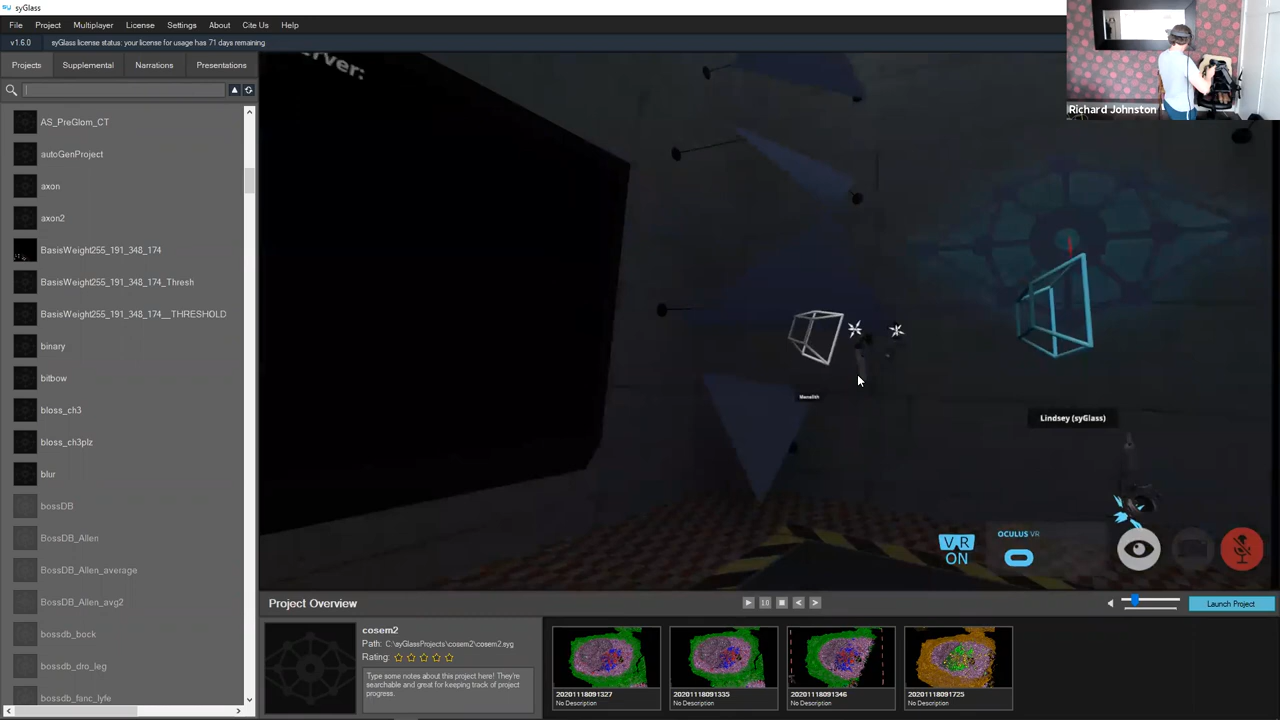 syGlass
File Project Multiplayer License Settings About Cite Us Help
v1.6.0 syGlass license status: your license for usage has 71 days remaining
Projects Supplemental Narrations Presentations
AS_PreGlom_CT
autoGenProject
axon
axon2
BasisWeight255_191_348_174
BasisWeight255_191_348_174_Thresh
BasisWeight255_191_348_174__THRESHOLD
binary
bitbow
bloss_ch3
bloss_ch3plz
blur
bossDB
BossDB_Allen
BossDB_Allen_average
BossDB_Allen_avg2
bossdb_bock
bossdb_dro_leg
bossdb_fanc_lyfe
rver:
Richard Johnston
Monolith
Lindsey (syGlass)
VR
ON
OCULUS VR
Project Overview
1.0
Launch Project
cosem2
Path: C:\syGlassProjects\cosem2\cosem2.syg
Rating:
Type some notes about this project here! They're
searchable and great for keeping track of project
progress.
20201118091327
No Description
20201118091335
No Description
20201118091346
No Description
20201118091725
No Description